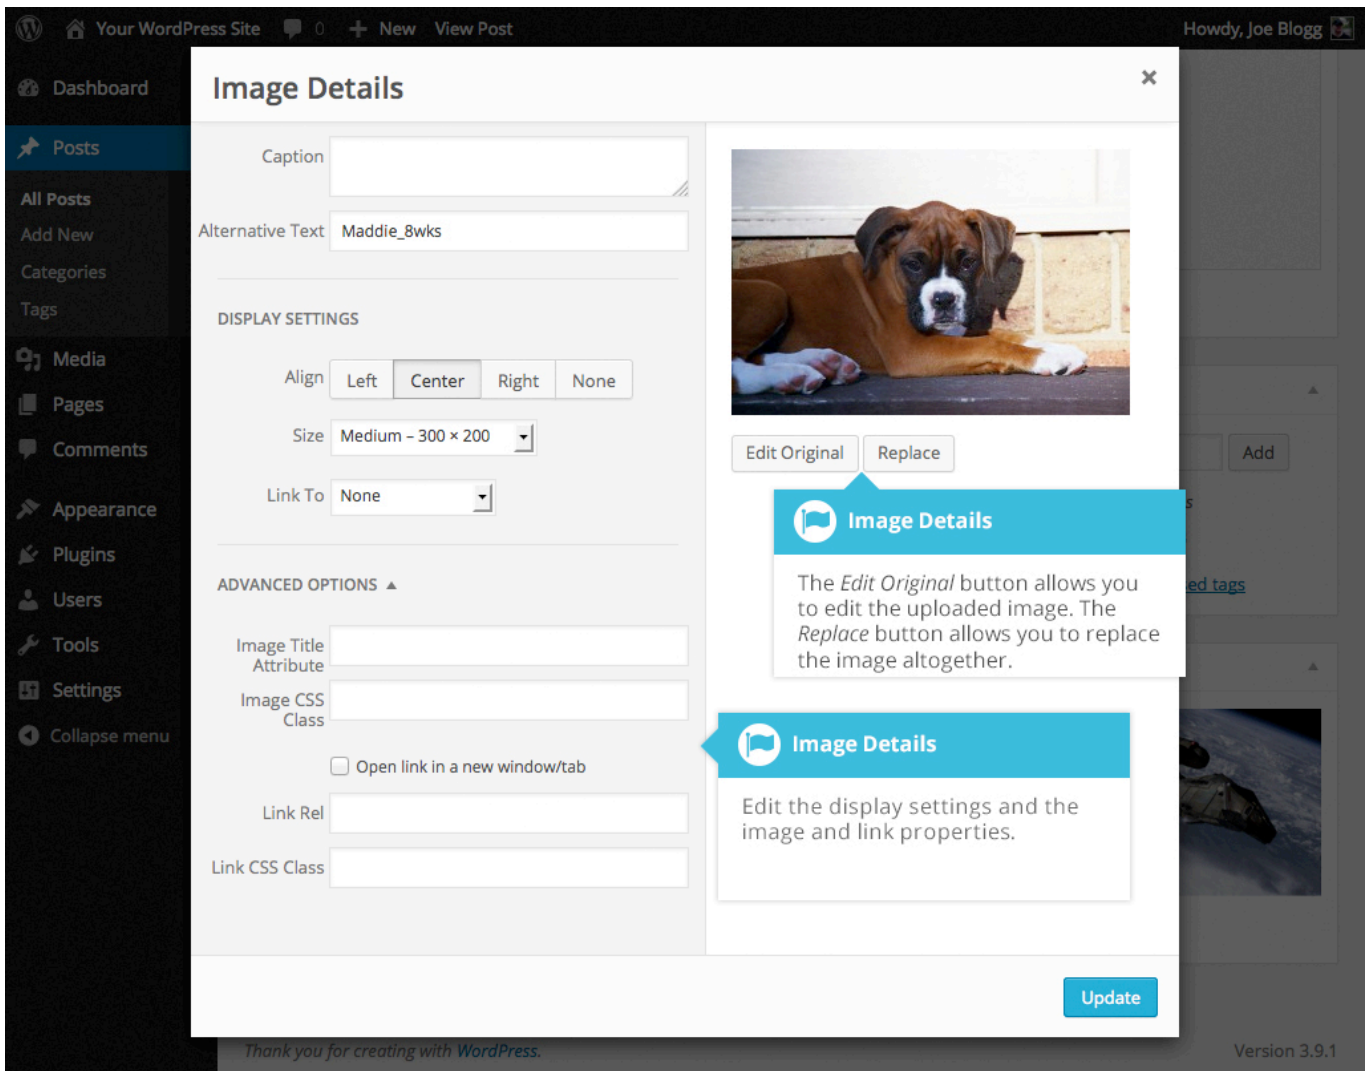 Your WordPress Site 0 New View Post Howdy, Joe Blogg
Dashboard
Posts
All Posts
Add New
Categories
Tags
Media
Pages
Comments
Appearance
Plugins
Users
Tools
Settings
Collapse menu
Image Details
Caption
Alternative Text Maddie_8wks
DISPLAY SETTINGS
Align Left Center Right None
Size Medium – 300 × 200
Link To None
ADVANCED OPTIONS
Image Title
Attribute
Image CSS
Class
Open link in a new window/tab
Link Rel
Link CSS Class
Edit Original Replace
Image Details
The Edit Original button allows you
to edit the uploaded image. The
Replace button allows you to replace
the image altogether.
Image Details
Edit the display settings and the
image and link properties.
Update
Add
tags
Thank you for creating with WordPress.
Version 3.9.1